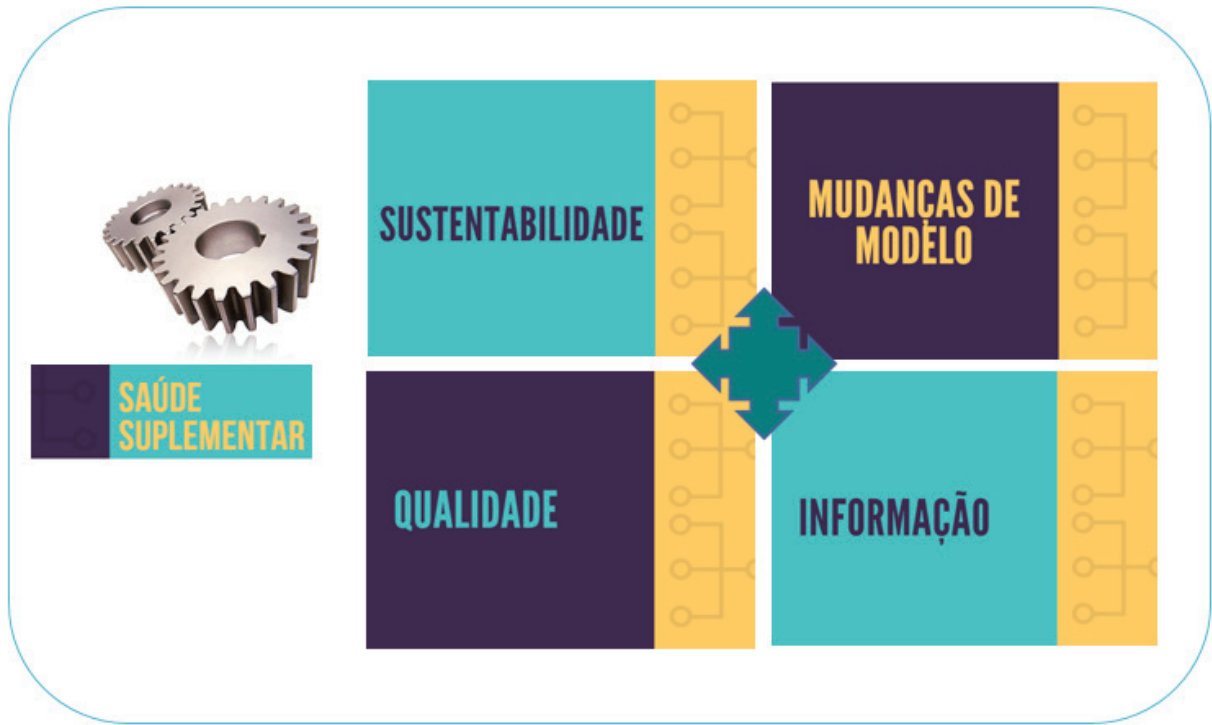 SUSTENTABILIDADE
MUDANÇAS DE
MODELO
SAÚDE
SUPLEMENTAR
QUALIDADE
INFORMAÇÃO